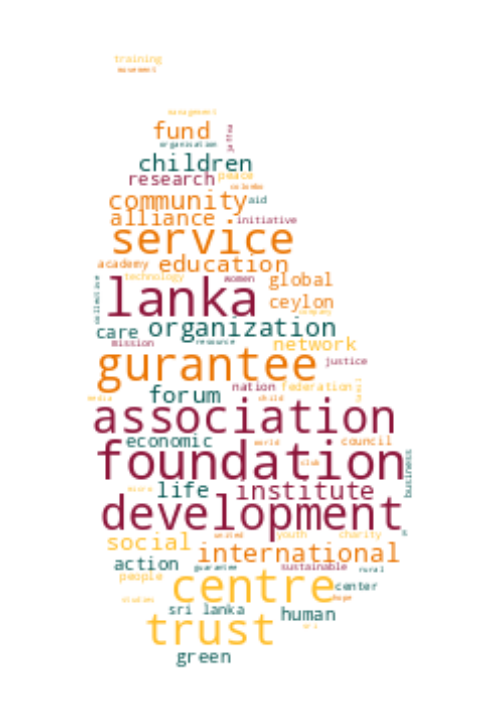 training
movement
management
fund
jaffna
organisation
children
research peace
colombo
community aid
alliance initiative
service
academy education
collective technology women global
lanka ceylon
company
care organization
mission resource network
gurantee justice
nation federation
media forum child
association
economic world council
foundation
club business
life institute
development
united youth charity
social international
action guarantee sustainable rural
people centre center
studies hope
sri lanka human
trust sri
green